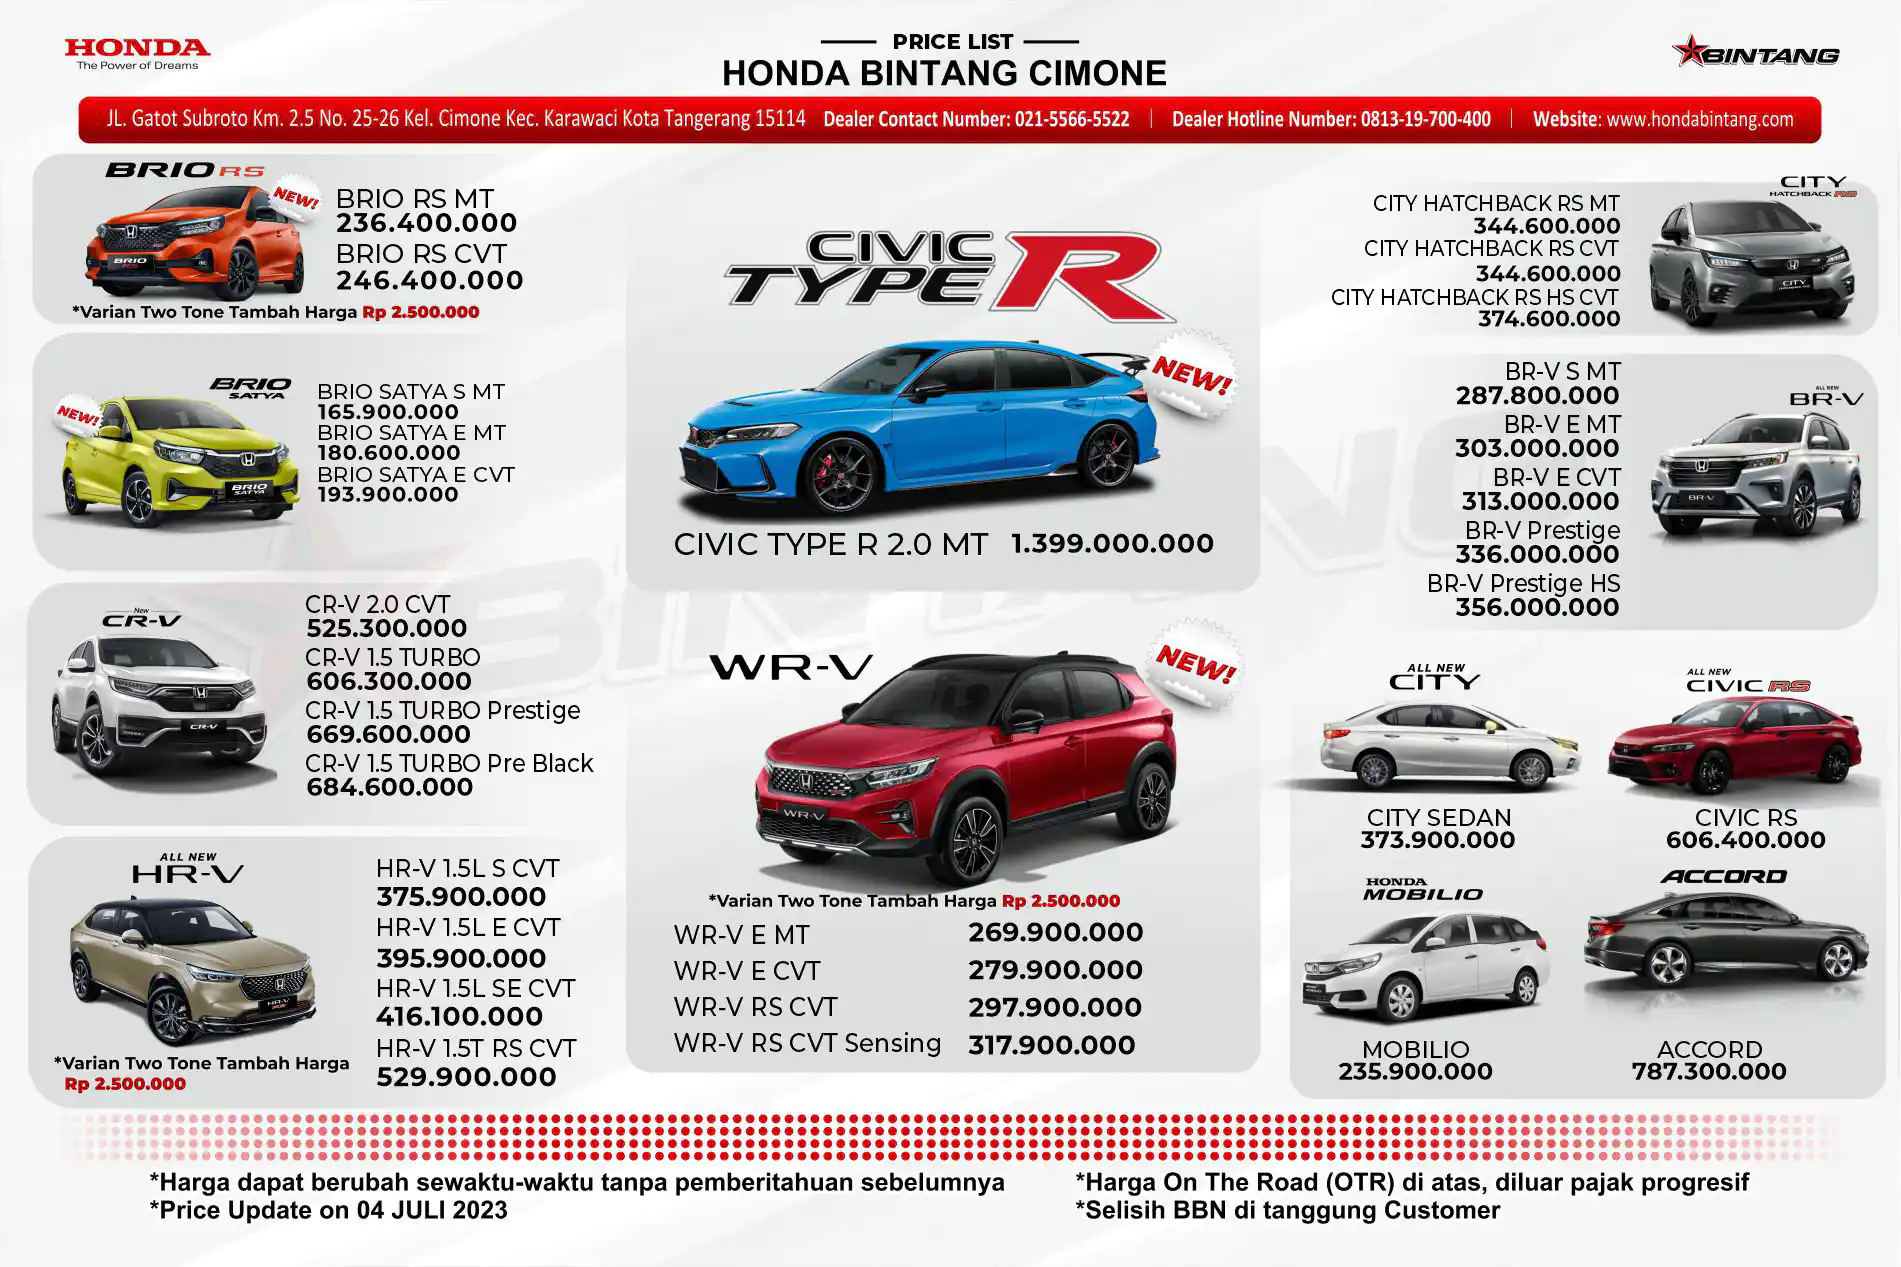 HONDA
The Power of Dreams
PRICE LIST
HONDA BINTANG CIMONE
BINTANG
JL. Gatot Subroto Km. 2.5 No. 25-26 Kel. Cimone Kec. Karawaci Kota Tangerang 15114 Dealer Contact Number: 021-5566-5522 | Dealer Hotline Number: 0813-19-700-400 | Website: www.hondabintang.com
BRIO RS
NEW!
BRIO RS
BRIO RS MT
236.400.000
BRIO RS CVT
246.400.000
*Varian Two Tone Tambah Harga Rp 2.500.000
BRIO
SATYA
NEW!
BRIO
SATYA
BRIO SATYA S MT
165.900.000
BRIO SATYA E MT
180.600.000
BRIO SATYA E CVT
193.900.000
New
CR-V
CR-V
CR-V 2.0 CVT
525.300.000
CR-V 1.5 TURBO
606.300.000
CR-V 1.5 TURBO Prestige
669.600.000
CR-V 1.5 TURBO Pre Black
684.600.000
ALL NEW
HR-V
HR-V
HR-V 1.5L S CVT
375.900.000
HR-V 1.5L E CVT
395.900.000
HR-V 1.5L SE CVT
416.100.000
HR-V 1.5T RS CVT
529.900.000
*Varian Two Tone Tambah Harga
Rp 2.500.000
CIVIC
TYPE R
NEW!
CIVIC TYPE R 2.0 MT 1.399.000.000
BINTANG
WR-V
NEW!
WR-V
*Varian Two Tone Tambah Harga Rp 2.500.000
WR-V E MT 269.900.000
WR-V E CVT 279.900.000
WR-V RS CVT 297.900.000
WR-V RS CVT Sensing 317.900.000
CITY
HATCHBACK RS
CITY
CITY HATCHBACK RS MT
344.600.000
CITY HATCHBACK RS CVT
344.600.000
CITY HATCHBACK RS HS CVT
374.600.000
ALL NEW
BR-V
BR-V
BR-V S MT
287.800.000
BR-V E MT
303.000.000
BR-V E CVT
313.000.000
BR-V Prestige
336.000.000
BR-V Prestige HS
356.000.000
ALL NEW
CITY
CITY SEDAN
373.900.000
ALL NEW
CIVIC RS
CIVIC RS
606.400.000
HONDA
MOBILIO
MOBILIO
235.900.000
ACCORD
ACCORD
787.300.000
*Harga dapat berubah sewaktu-waktu tanpa pemberitahuan sebelumnya
*Price Update on 04 JULI 2023
*Harga On The Road (OTR) di atas, diluar pajak progresif
*Selisih BBN di tanggung Customer